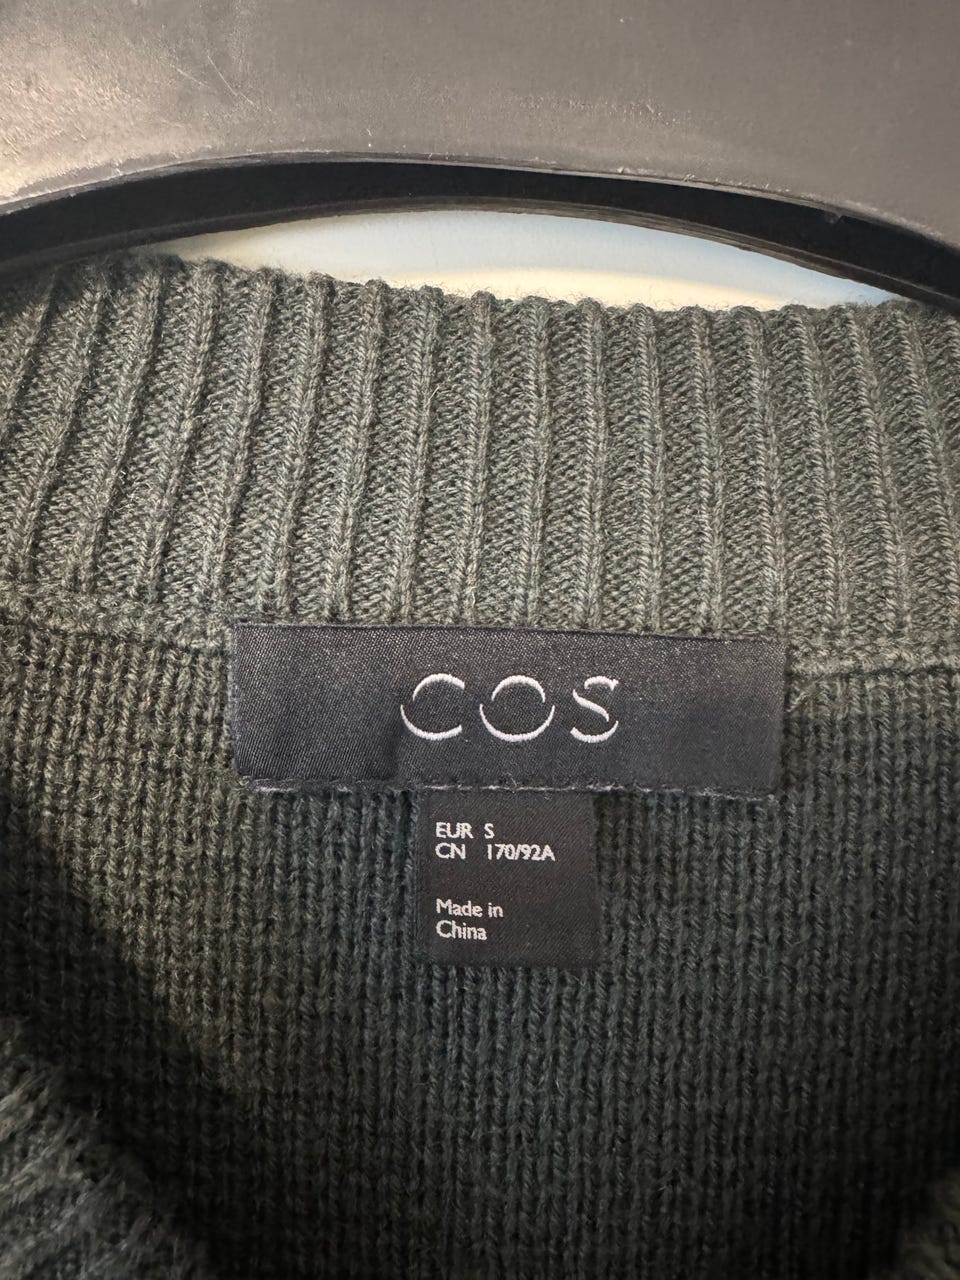 COS
EUR S
CN 170/92A
Made in
China